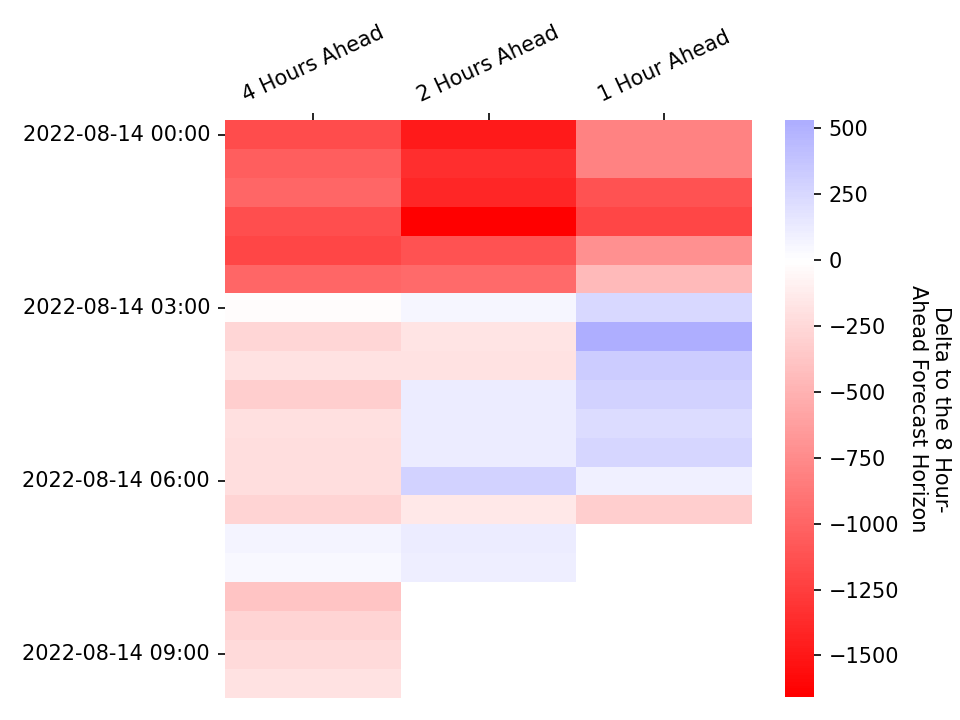 4 Hours Ahead
2 Hours Ahead
1 Hour Ahead
2022-08-14 00:00
2022-08-14 03:00
2022-08-14 06:00
2022-08-14 09:00
500
250
0
−250
−500
−750
−1000
−1250
−1500
Delta to the 8 Hour-
Ahead Forecast Horizon